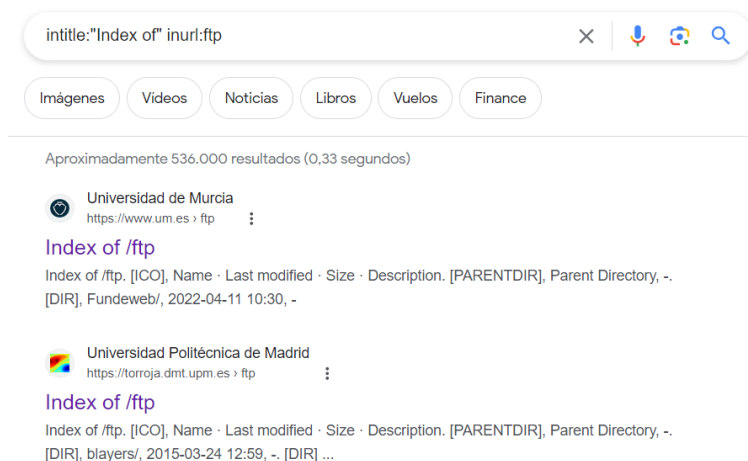 intitle:"Index of" inurl:ftp
Imágenes
Vídeos
Noticias
Libros
Vuelos
Finance
Aproximadamente 536.000 resultados (0,33 segundos)
Universidad de Murcia
https://www.um.es › ftp
Index of /ftp
Index of /ftp. [ICO], Name · Last modified · Size · Description. [PARENTDIR], Parent Directory, -.
[DIR], Fundeweb/, 2022-04-11 10:30, -
Universidad Politécnica de Madrid
https://torroja.dmt.upm.es › ftp
Index of /ftp
Index of /ftp. [ICO], Name · Last modified · Size · Description. [PARENTDIR], Parent Directory, -.
[DIR], blayers/, 2015-03-24 12:59, -. [DIR] ...